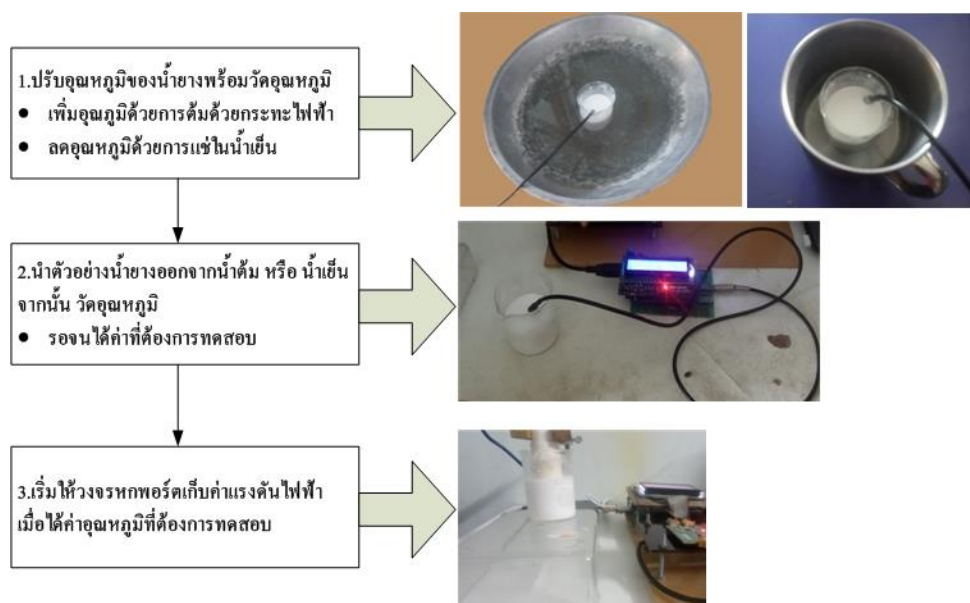 1.ปรับอุณหภูมิของน้ำยางพร้อมวัดอุณหภูมิ
● เพิ่มอุณภูมิด้วยการต้มด้วยกระทะไฟฟ้า
● ลดอุณหภูมิด้วยการแช่ในน้ำเย็น
2.นำตัวอย่างน้ำยางออกจากน้ำต้ม หรือ น้ำเย็น
จากนั้น วัดอุณหภูมิ
● รอจนได้ค่าที่ต้องการทดสอบ
3.เริ่มให้วงจรหกพอร์ตเก็บค่าแรงดันไฟฟ้า
เมื่อได้ค่าอุณหภูมิที่ต้องการทดสอบ